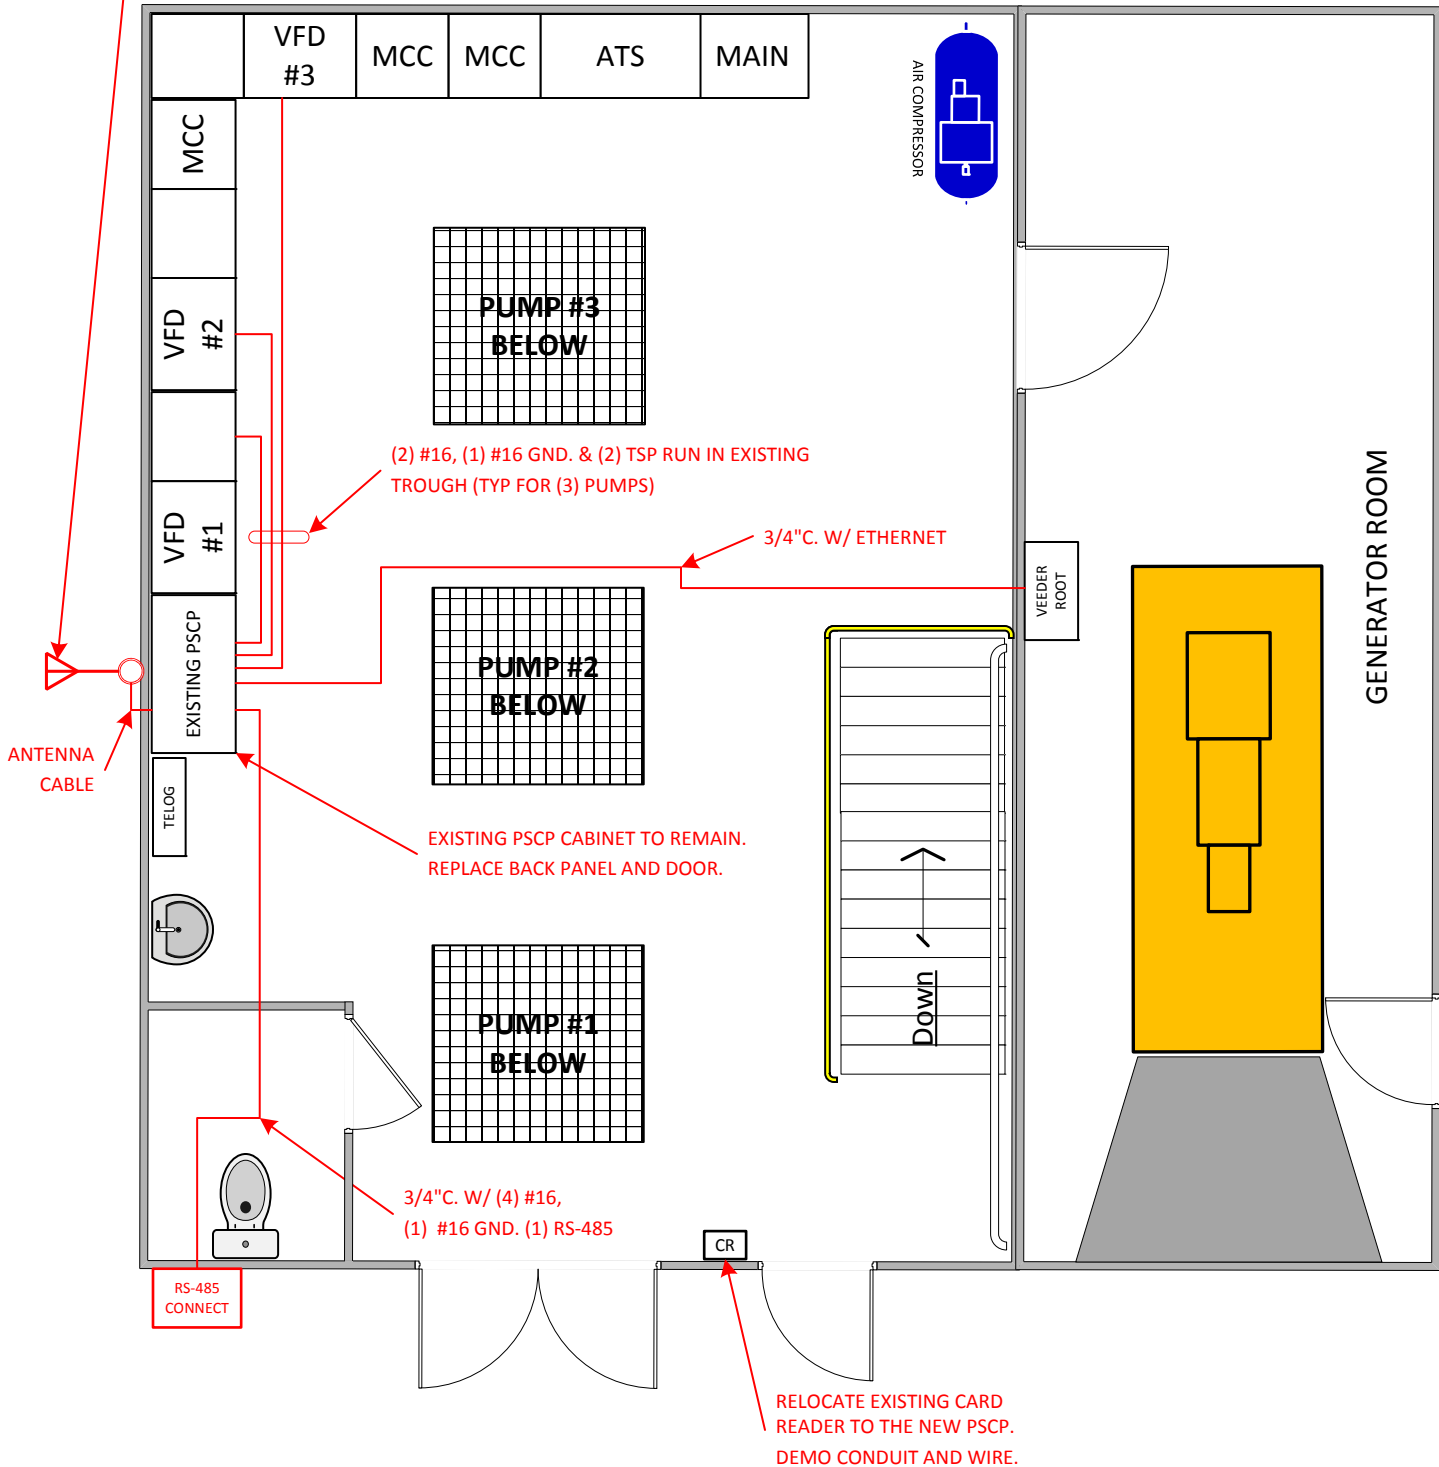 VFD
#3
MCC
MCC
ATS
MAIN
AIR COMPRESSOR
MCC
VFD
#2
PUMP #3
BELOW
(2) #16, (1) #16 GND. & (2) TSP RUN IN EXISTING
TROUGH (TYP FOR (3) PUMPS)
GENERATOR ROOM
VFD
#1
3/4"C. W/ ETHERNET
VEEDER
ROOT
EXISTING PSCP
PUMP #2
BELOW
ANTENNA
CABLE
TELOG
EXISTING PSCP CABINET TO REMAIN.
REPLACE BACK PANEL AND DOOR.
Down
PUMP #1
BELOW
3/4"C. W/ (4) #16,
(1) #16 GND. (1) RS-485
CR
RS-485
CONNECT
RELOCATE EXISTING CARD
READER TO THE NEW PSCP.
DEMO CONDUIT AND WIRE.